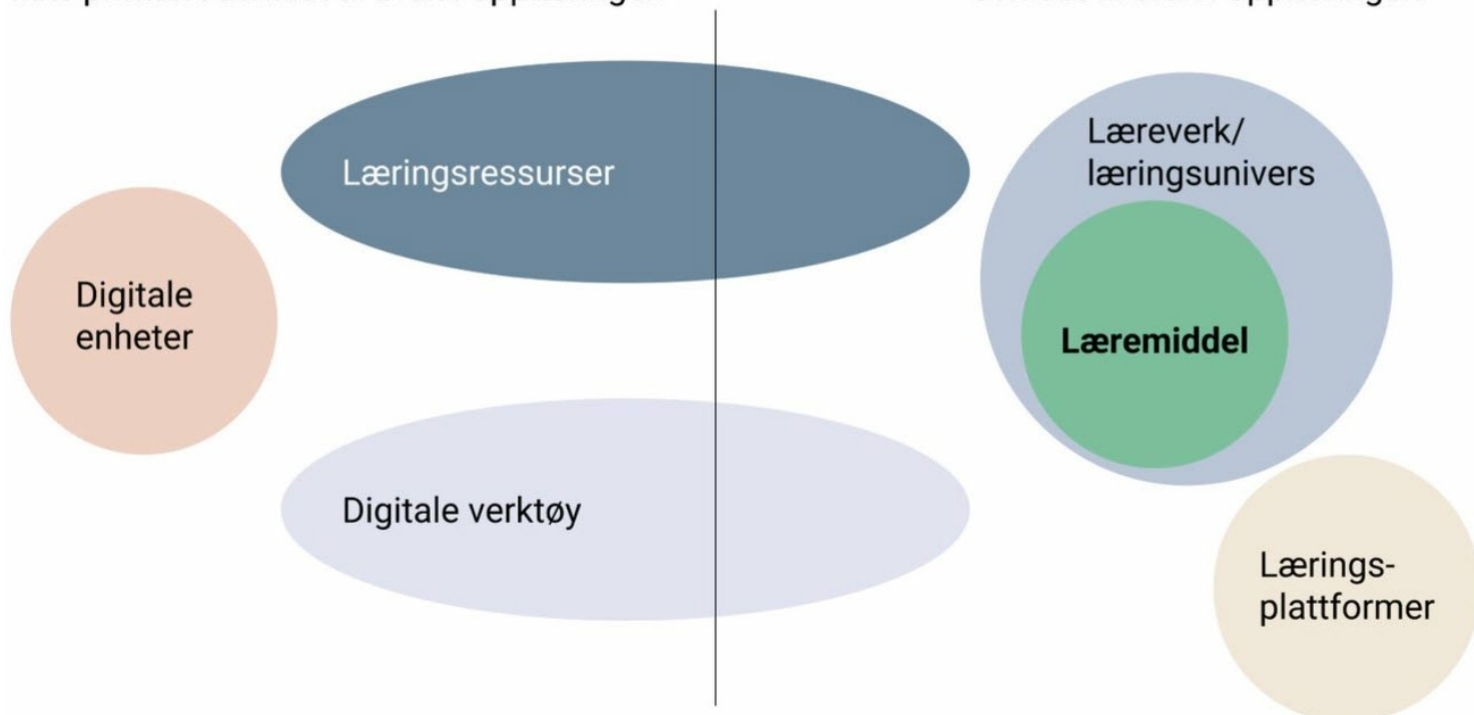 Læringsressurser
Læreverk/
læringsunivers
Digitale
enheter
Læremiddel
Digitale verktøy
Lærings-
plattformer